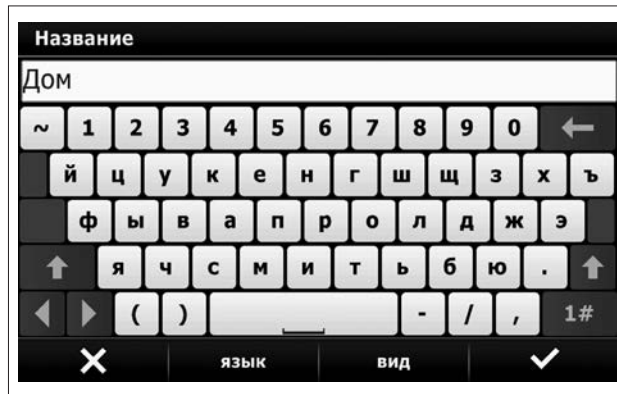 Название
Дом
~ 1 2 3 4 5 6 7 8 9 0
й ц у к е н г ш щ з х ъ
ф ы в а п р о л д ж э
я ч с м и т ь б ю .
( ) - / , 1#
язык вид